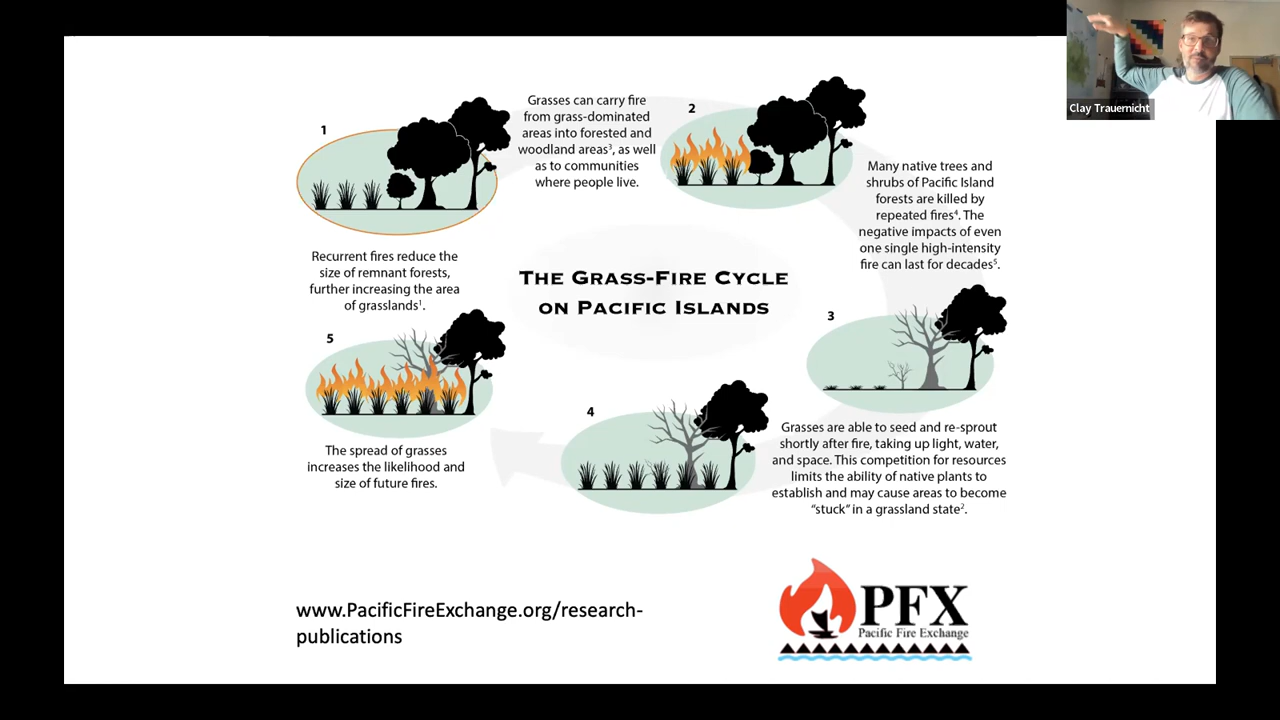 Clay Trauernicht
1
Grasses can carry fire
from grass-dominated
areas into forested and
woodland areas³, as well
as to communities
where people live.
2
Many native trees and
shrubs of Pacific Island
forests are killed by
repeated fires⁴. The
negative impacts of even
one single high-intensity
fire can last for decades⁵.
Recurrent fires reduce the
size of remnant forests,
further increasing the area
of grasslands¹.
The Grass-Fire Cycle
on Pacific Islands
3
Grasses are able to seed and re-sprout
shortly after fire, taking up light, water,
and space. This competition for resources
limits the ability of native plants to
establish and may cause areas to become
“stuck” in a grassland state².
4
5
The spread of grasses
increases the likelihood and
size of future fires.
www.PacificFireExchange.org/research-
publications
PFX
Pacific Fire Exchange